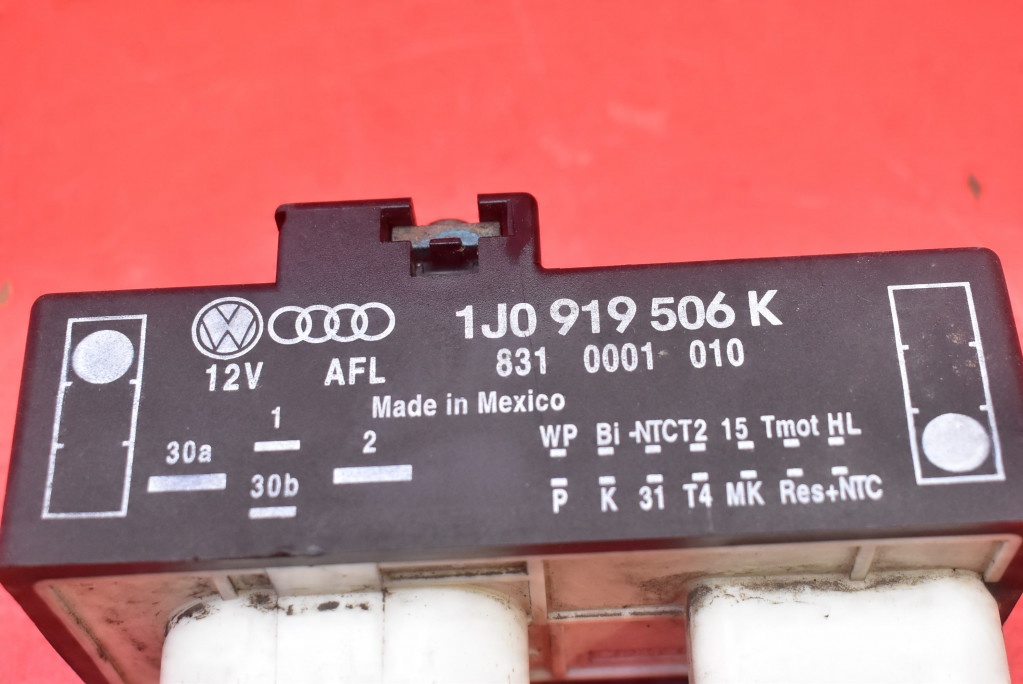 1J0 919 506 K
831 0001 010
12V AFL
Made in Mexico
1
30a
2
30b
WP Bi -NTC T2 15 Tmot HL
P K 31 T4 MK Res +NTC